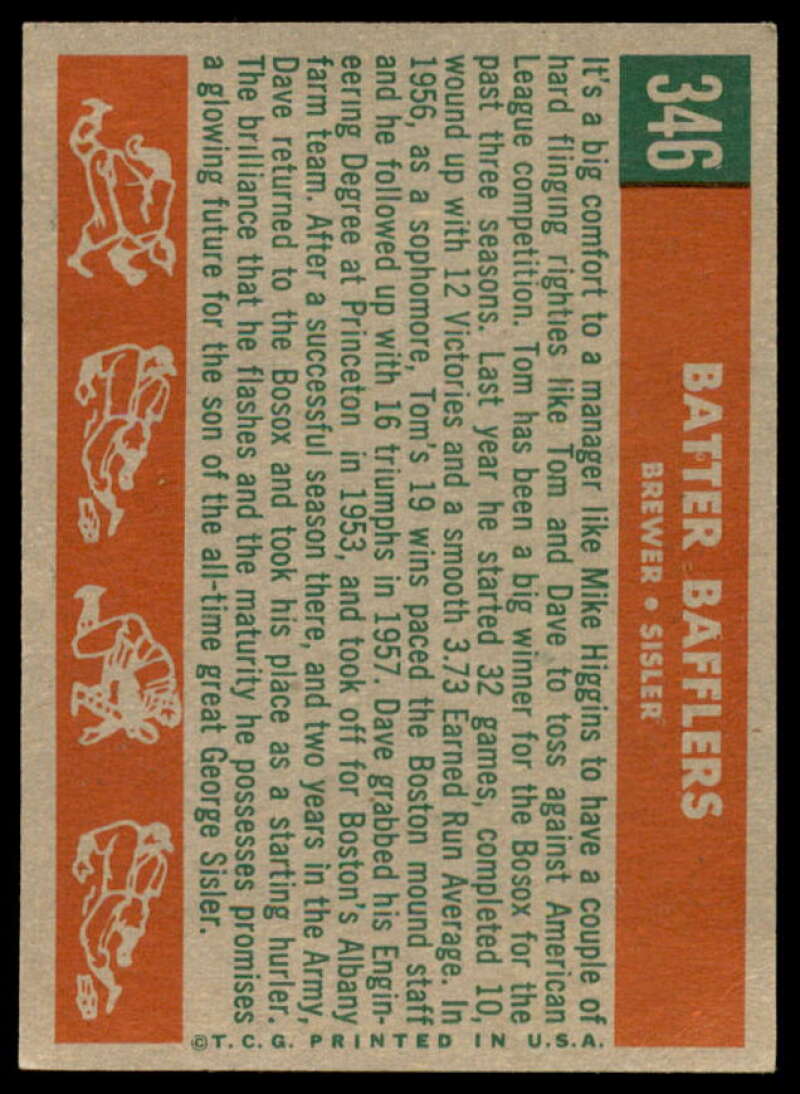 346
BATTER BAFFLERS
BREWER • SISLER
It's a big comfort to a manager like Mike Higgins to have a couple of
hard flinging righties like Tom and Dave to toss against American
League competition. Tom has been a big winner for the Bosox for the
past three seasons. Last year he started 32 games, completed 10,
wound up with 12 Victories and a smooth 3.73 Earned Run Average. In
1956, as a sophomore, Tom's 19 wins paced the Boston mound staff
and he followed up with 16 triumphs in 1957. Dave grabbed his Engin-
eering Degree at Princeton in 1953, and took off for Boston's Albany
farm team. After a successful season there, and two years in the Army,
Dave returned to the Bosox and took his place as a starting hurler.
The brilliance that he flashes and the maturity he possesses promises
a glowing future for the son of the all-time great George Sisler.
©T.C.G. PRINTED IN U.S.A.